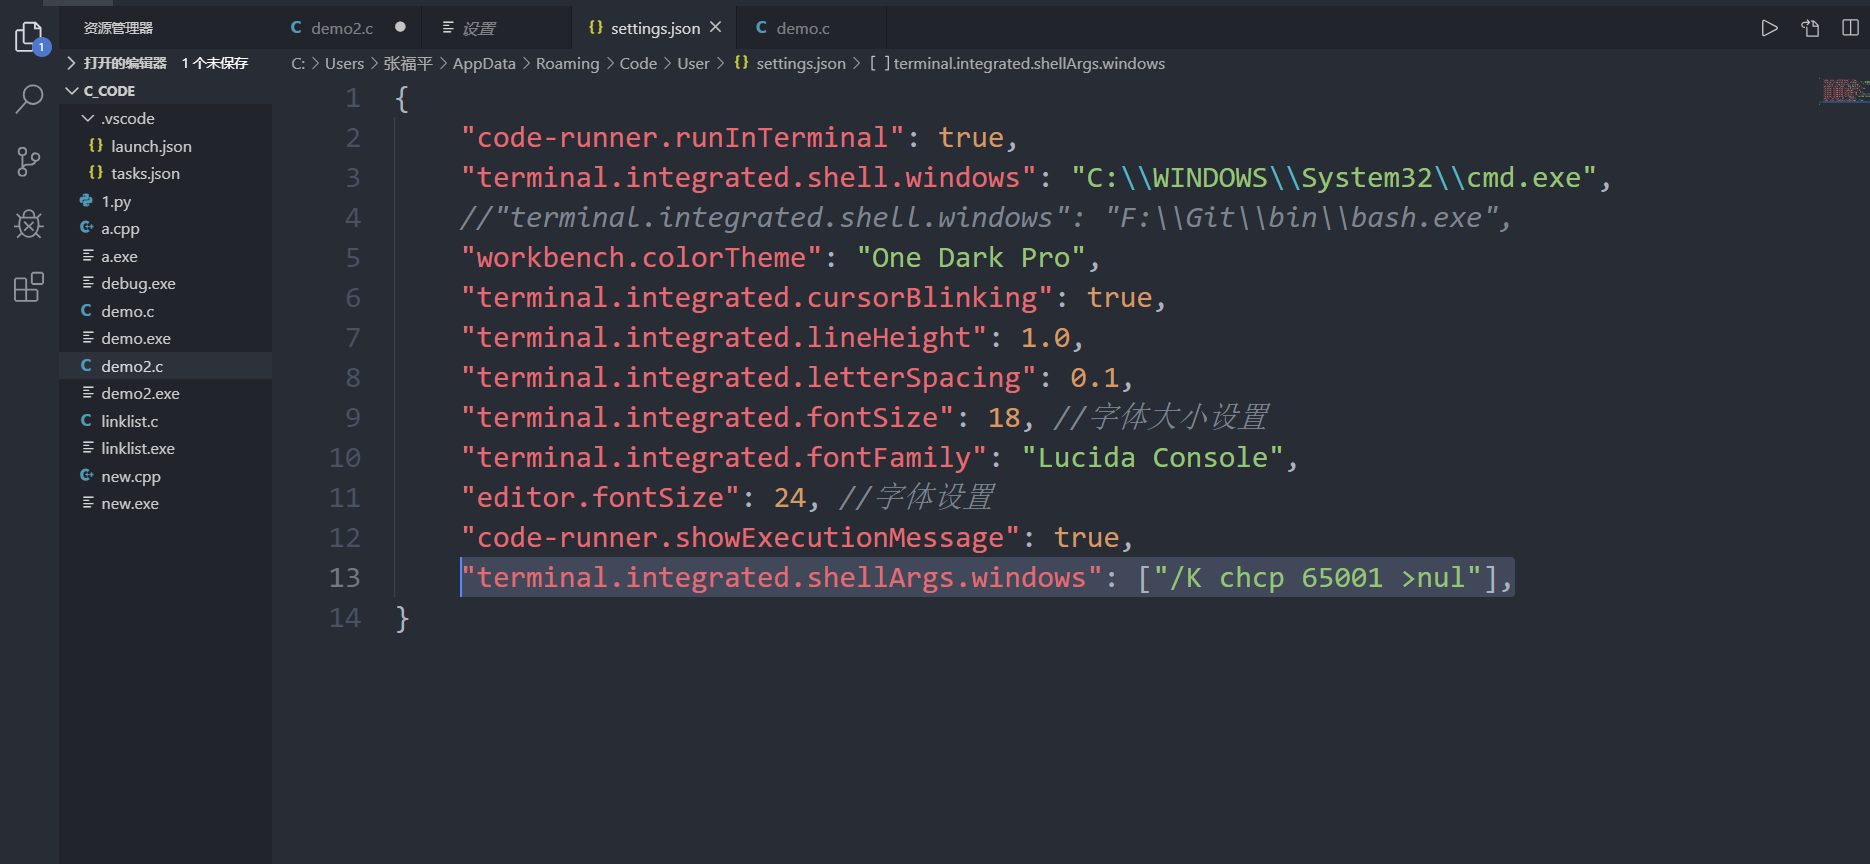 资源管理器
demo2.c
设置
settings.json
demo.c
1
打开的编辑器 1 个未保存
C: > Users > 张福平 > AppData > Roaming > Code > User > {} settings.json > [ ] terminal.integrated.shellArgs.windows
C_CODE
.vscode
launch.json
tasks.json
1.py
a.cpp
a.exe
debug.exe
demo.c
demo.exe
demo2.c
demo2.exe
linklist.c
linklist.exe
new.cpp
new.exe
1 {
2 "code-runner.runInTerminal": true,
3 "terminal.integrated.shell.windows": "C:\\WINDOWS\\System32\\cmd.exe",
4 //"terminal.integrated.shell.windows": "F:\\Git\\bin\\bash.exe",
5 "workbench.colorTheme": "One Dark Pro",
6 "terminal.integrated.cursorBlinking": true,
7 "terminal.integrated.lineHeight": 1.0,
8 "terminal.integrated.letterSpacing": 0.1,
9 "terminal.integrated.fontSize": 18, //字体大小设置
10 "terminal.integrated.fontFamily": "Lucida Console",
11 "editor.fontSize": 24, //字体设置
12 "code-runner.showExecutionMessage": true,
13 "terminal.integrated.shellArgs.windows": ["/K chcp 65001 >nul"],
14 }